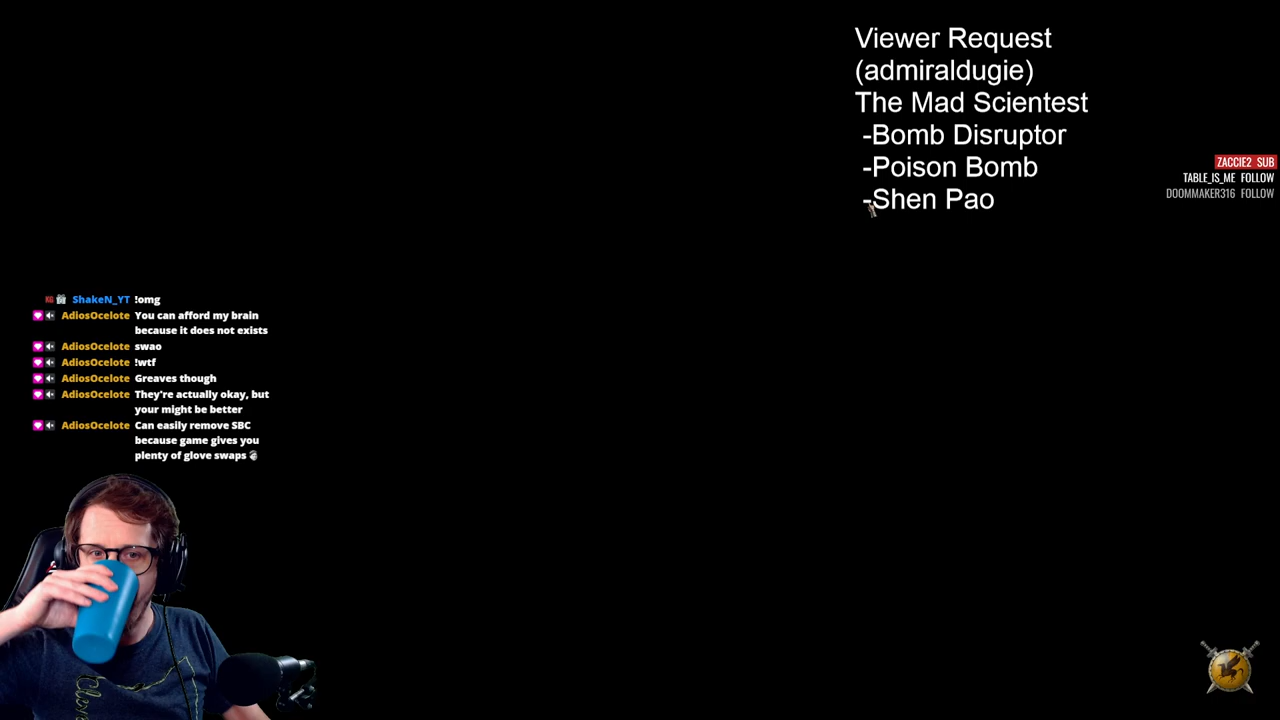 Viewer Request
(admiraldugie)
The Mad Scientest
-Bomb Disruptor
-Poison Bomb
-Shen Pao
ZACCIE2 SUB
TABLE_IS_ME FOLLOW
DOOMMAKER316 FOLLOW
ShakeN_YT !omg
AdiosOcelote You can afford my brain
because it does not exists
AdiosOcelote swao
AdiosOcelote !wtf
AdiosOcelote Greaves though
AdiosOcelote They're actually okay, but
your might be better
AdiosOcelote Can easily remove SBC
because game gives you
plenty of glove swaps